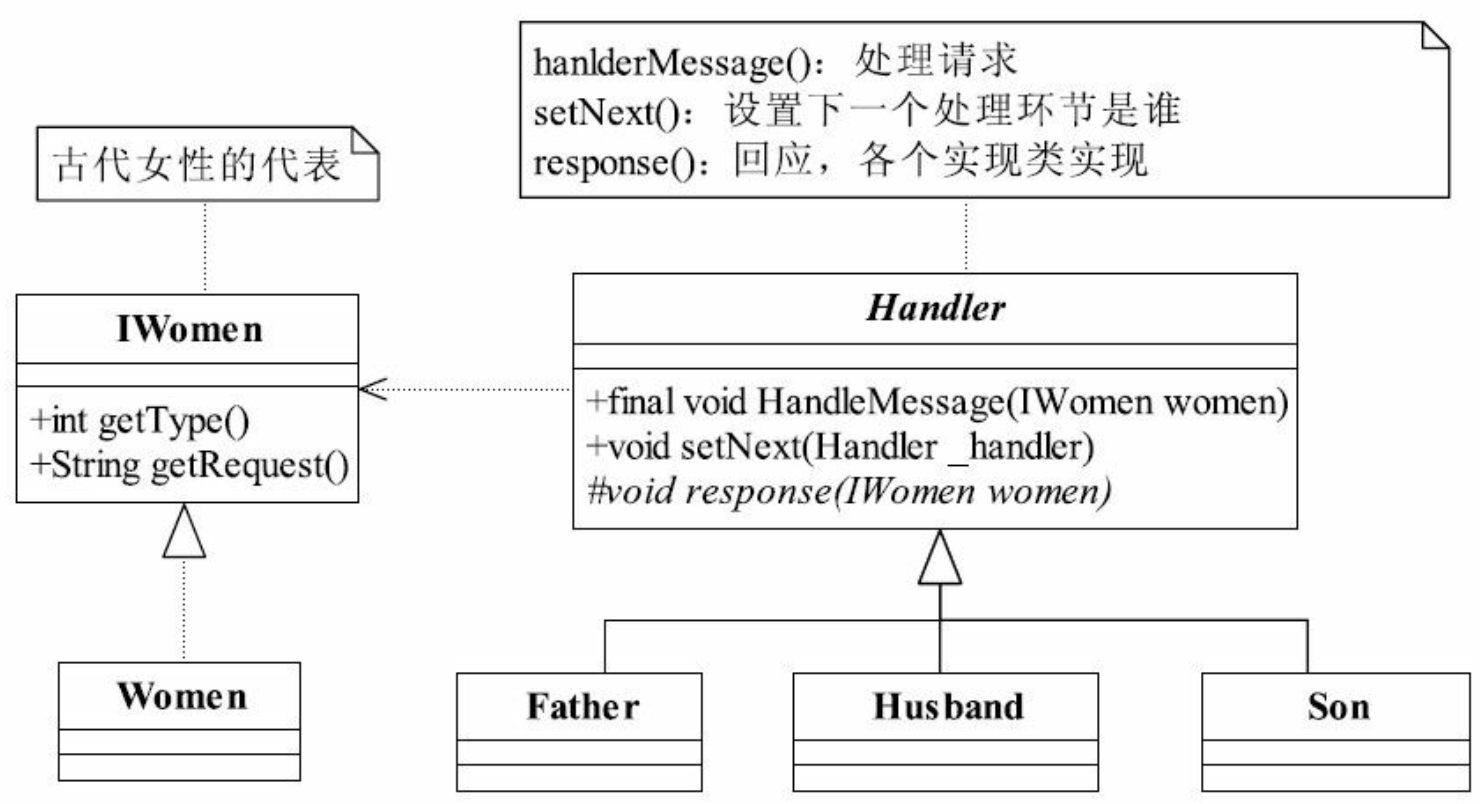 hanlderMessage()：处理请求
setNext()：设置下一个处理环节是谁
response()：回应，各个实现类实现
古代女性的代表
IWomen
+int getType()
+String getRequest()
Handler
+final void HandleMessage(IWomen women)
+void setNext(Handler _handler)
#void response(IWomen women)
Women
Father
Husband
Son